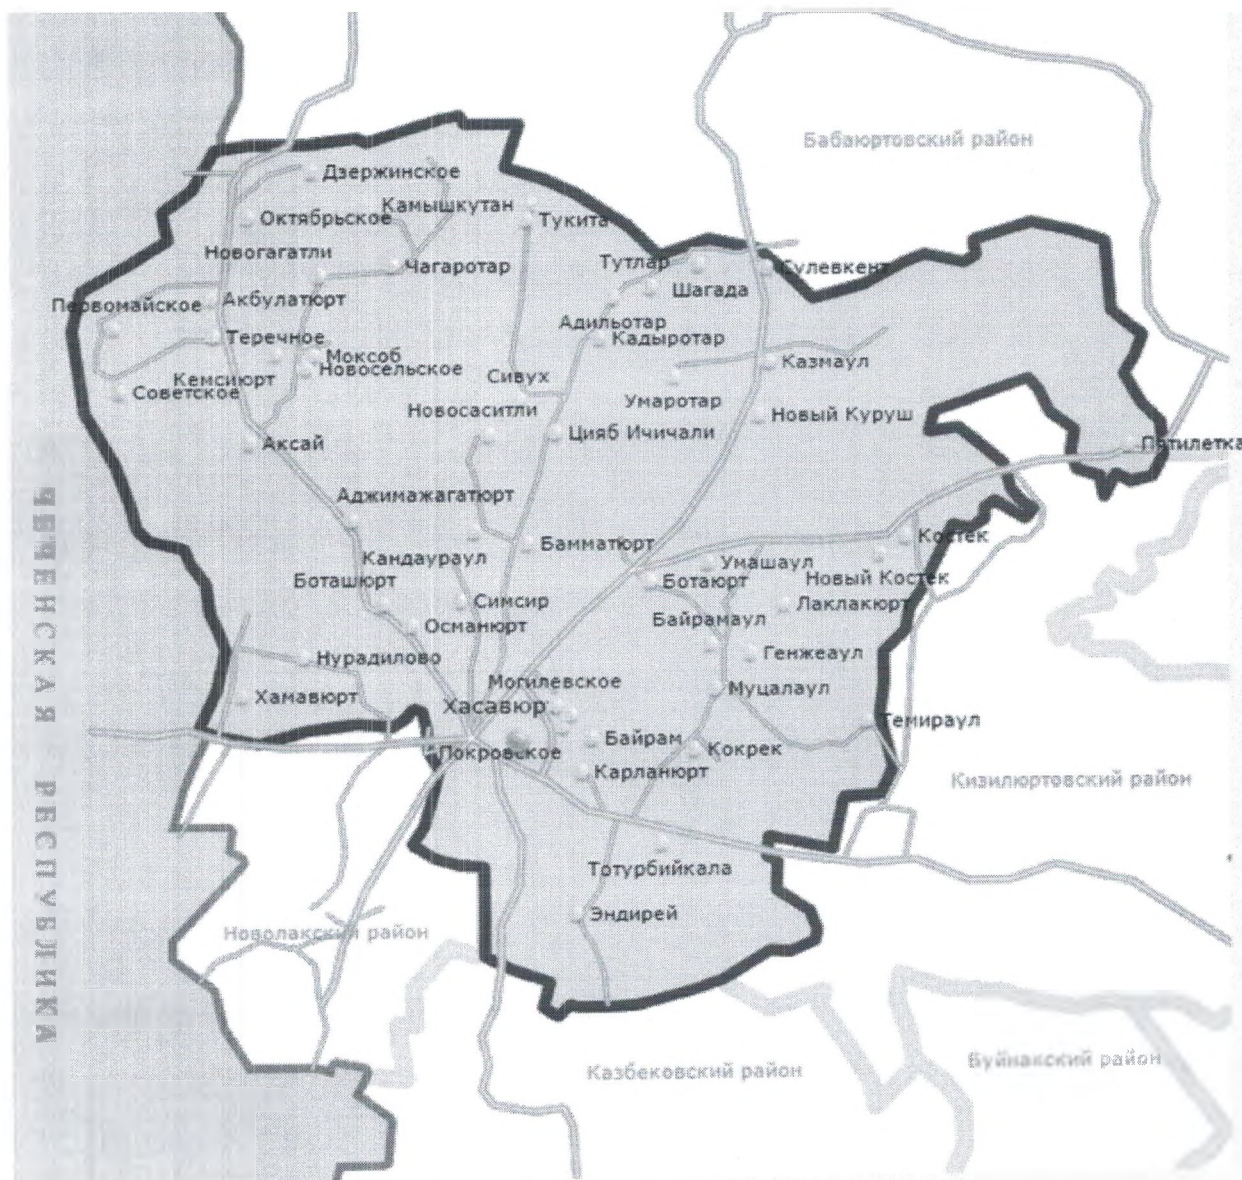 Бабаюртовский район
Дзержинское
Камышкутан
Октябрьское
Тукита
Новогагатли
Чагаротар
Тутлар
Сулевкент
Шагада
Первомайское
Акбулатюрт
Адильотар
Теречное
Кадыротар
Моксоб
Казмаул
Новосельское
Кемсиюрт
Сивух
Советское
Умаротар
Новосаситли
Новый Куруш
Цияб Ичичали
Аксай
Пятилетка
Аджимажагатюрт
Костек
Бамматюрт
Кандаураул
Умашаул
Ботаюрт
Новый Костек
Боташюрт
Симсир
Лаклакюрт
Османюрт
Байрамаул
Нурадилово
Генжеаул
Могилевское
Муцалаул
Хамавюрт
Хасавюр
Темираул
Байрам
Покровское
Кокрек
Карланюрт
Кизилюртовский район
Тотурбийкала
Эндирей
Новолакский район
Казбековский район
Буйнакский район
ЧЕЧЕНСКАЯ РЕСПУБЛИКА